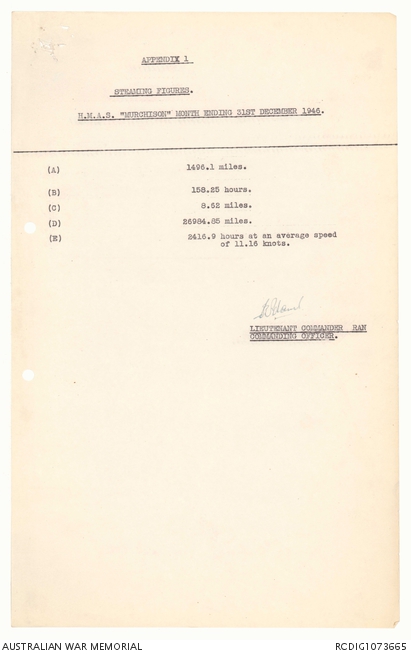 APPENDIX 1
STEAMING FIGURES.
H.M.A.S. "MURCHISON" MONTH ENDING 31ST DECEMBER 1946.
(A) 1496.1 miles.
(B) 158.25 hours.
(C) 8.52 miles.
(D) 26984.85 miles.
(E) 2416.9 hours at an average speed
of 11.16 knots.
LIEUTENANT COMMANDER RAN
COMMANDING OFFICER.
AUSTRALIAN WAR MEMORIAL
RCDIG1073665